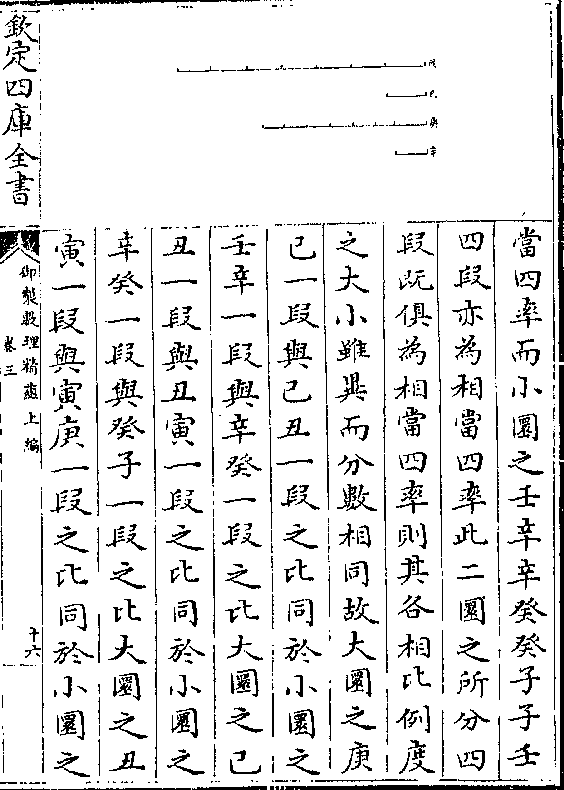 戊
己
庚
辛
當四率而小圜之壬辛辛癸癸子子壬
四段亦為相當四率此二圜之所分四
段既俱為相當四率則其各相比例度
之大小雖異而分數相同故大圜之庚
己一段與己丑一段之比同於小圜之
壬辛一段與辛癸一段之比大圜之己
丑一段與丑寅一段之比同於小圜之
辛癸一段與癸子一段之比大圜之丑
寅一段與寅庚一段之比同於小圜之
欽定四庫全書
御製數理精蘊上編
卷三
十六